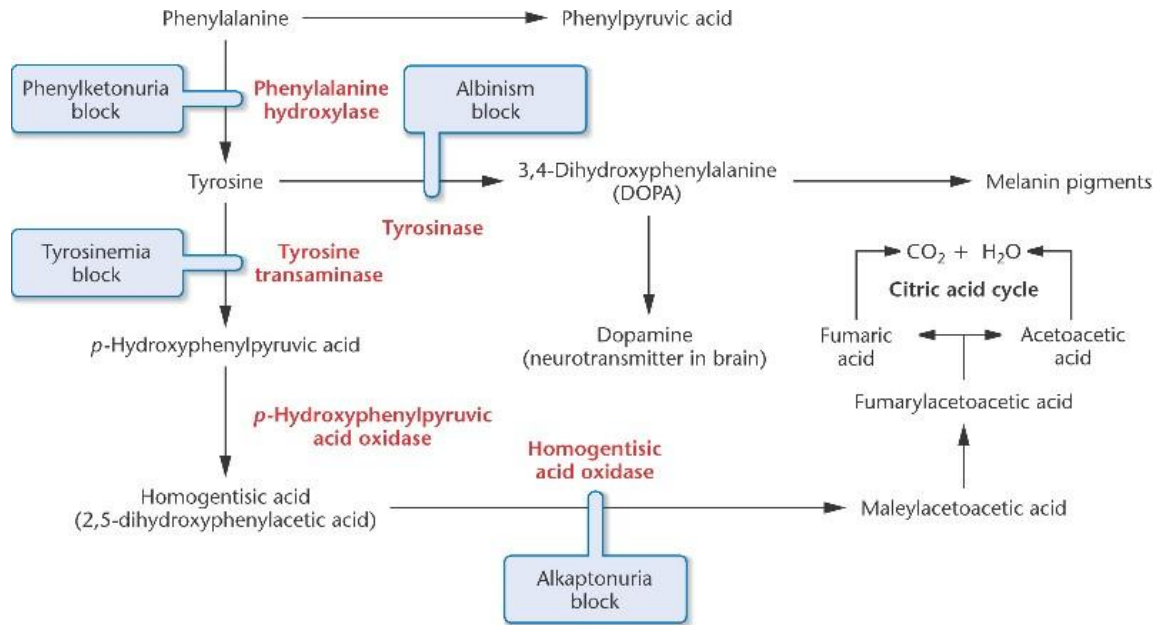 Phenylalanine
Phenylpyruvic acid
Phenylketonuria
block
Phenylalanine
hydroxylase
Albinism
block
Tyrosine
3,4-Dihydroxyphenylalanine
(DOPA)
Melanin pigments
Tyrosinase
Tyrosinemia
block
Tyrosine
transaminase
CO₂ + H₂O
Citric acid cycle
p-Hydroxyphenylpyruvic acid
Dopamine
(neurotransmitter in brain)
Fumaric
acid
Acetoacetic
acid
Fumarylacetoacetic acid
p-Hydroxyphenylpyruvic
acid oxidase
Homogentisic
acid oxidase
Homogentisic acid
(2,5-dihydroxyphenylacetic acid)
Maleylacetoacetic acid
Alkaptonuria
block